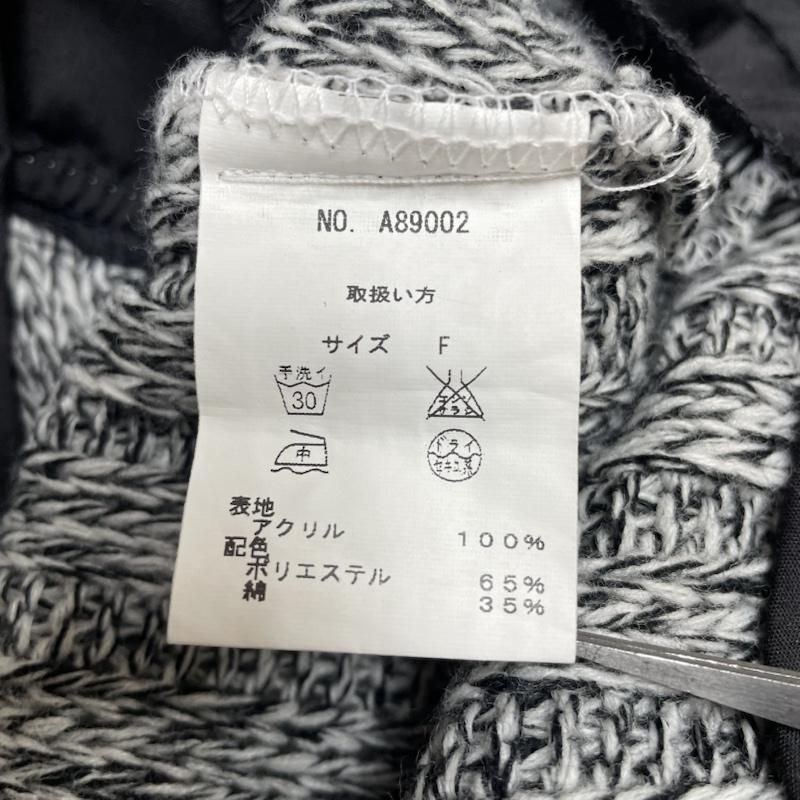 NO. A89002
取扱い方
サイズ F
手洗イ
30
エンソ
サラシ
中
ドライ
セキユ系
表地
アクリル 100%
配色
ポリエステル 65%
綿 35%